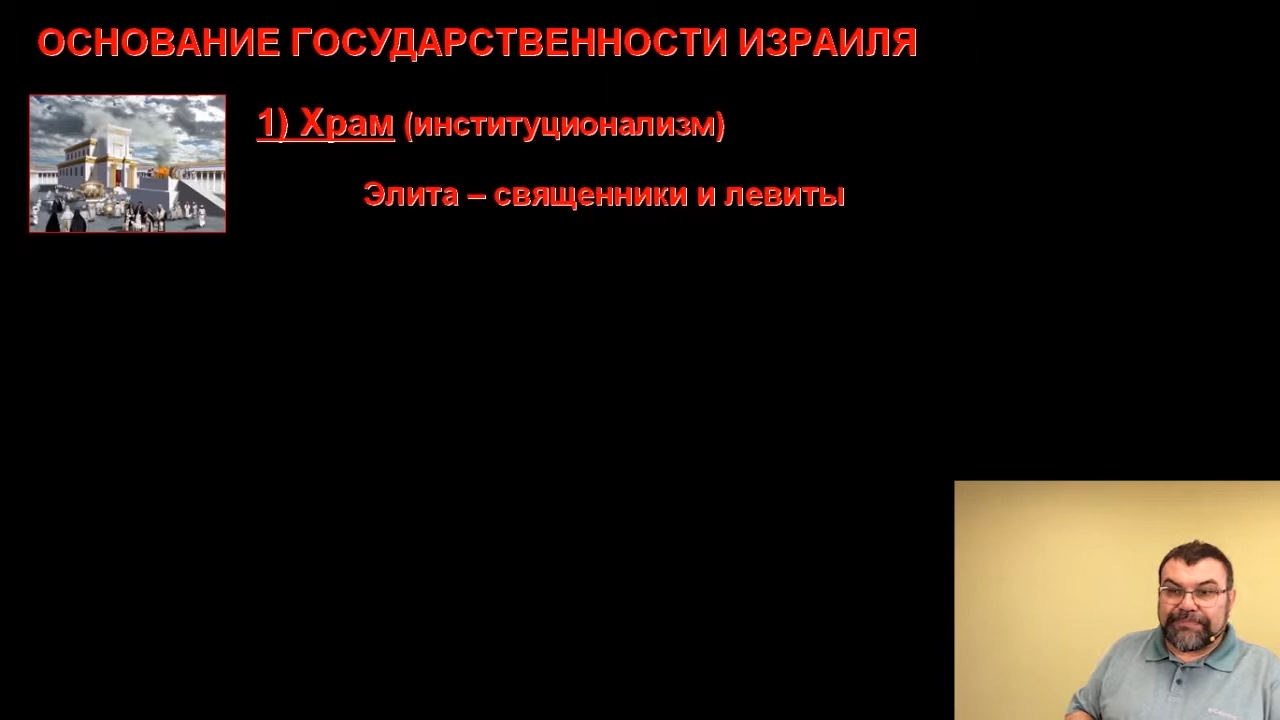 ОСНОВАНИЕ ГОСУДАРСТВЕННОСТИ ИЗРАИЛЯ
1) Храм (институционализм)
Элита – священники и левиты